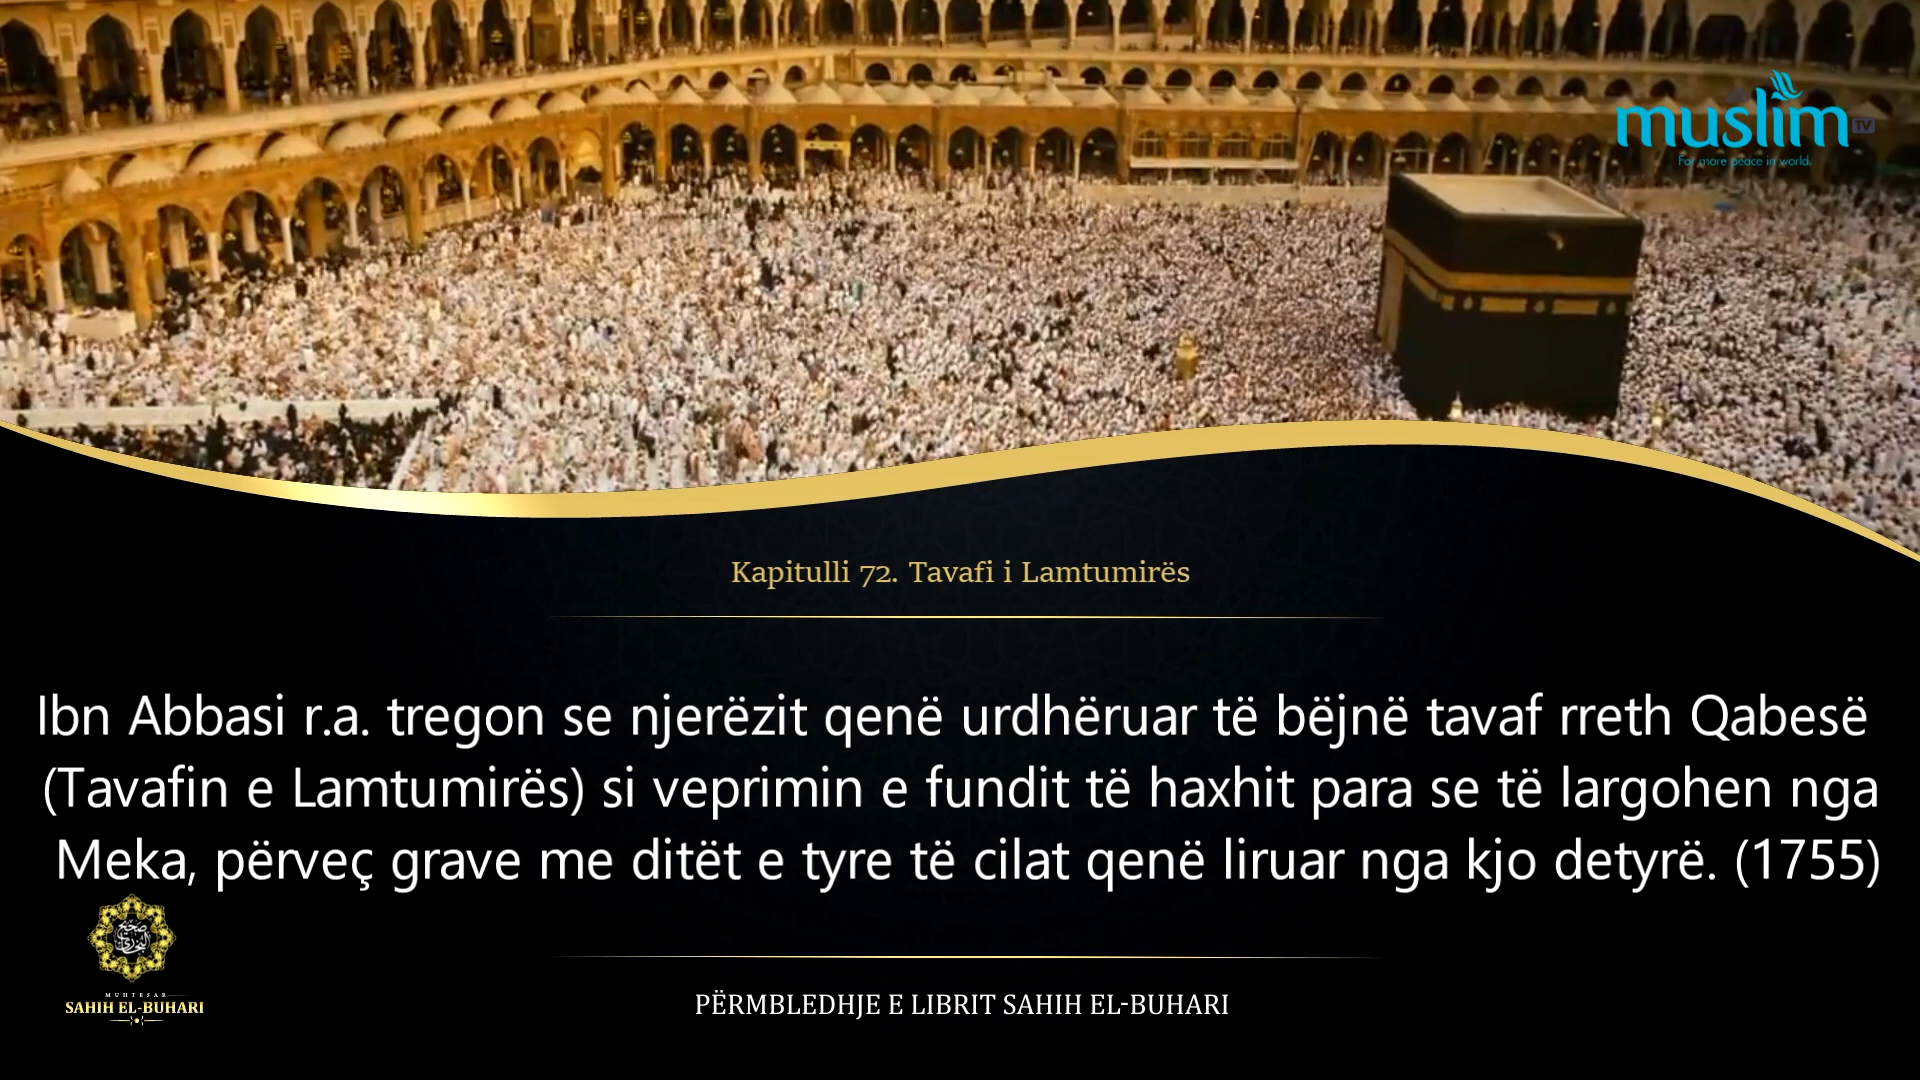 muslim TV
For more peace in world.
Kapitulli 72. Tavafi i Lamtumirës
Ibn Abbasi r.a. tregon se njerëzit qenë urdhëruar të bëjnë tavaf rreth Qabesë
(Tavafin e Lamtumirës) si veprimin e fundit të haxhit para se të largohen nga
Meka, përveç grave me ditët e tyre të cilat qenë liruar nga kjo detyrë. (1755)
صحيح البخاري
MUHTESAR
SAHIH EL-BUHARI
PËRMBLEDHJE E LIBRIT SAHIH EL-BUHARI